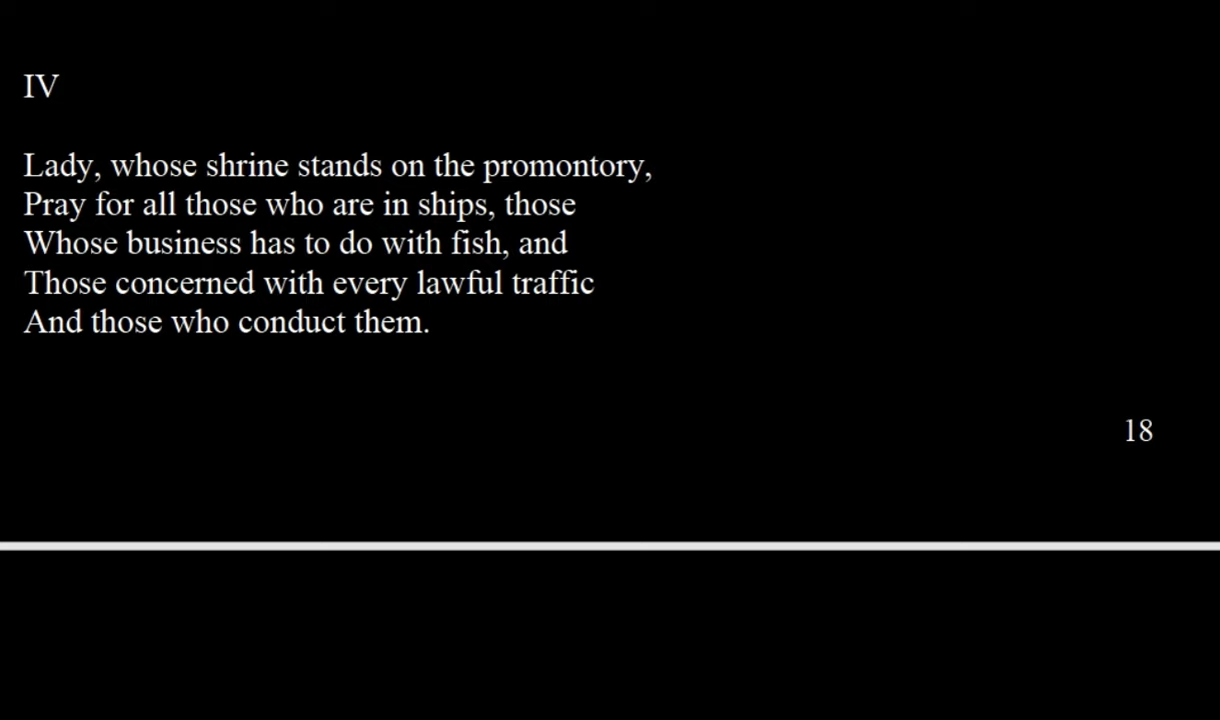 IV
Lady, whose shrine stands on the promontory,
Pray for all those who are in ships, those
Whose business has to do with fish, and
Those concerned with every lawful traffic
And those who conduct them.
18